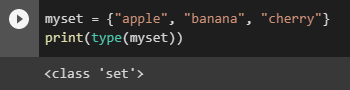 myset = {"apple", "banana", "cherry"}
print(type(myset))
<class 'set'>